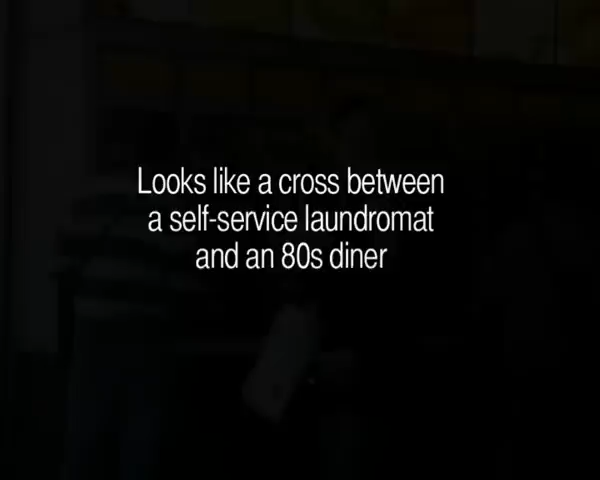 Looks like a cross between
a self-service laundromat
and an 80s diner